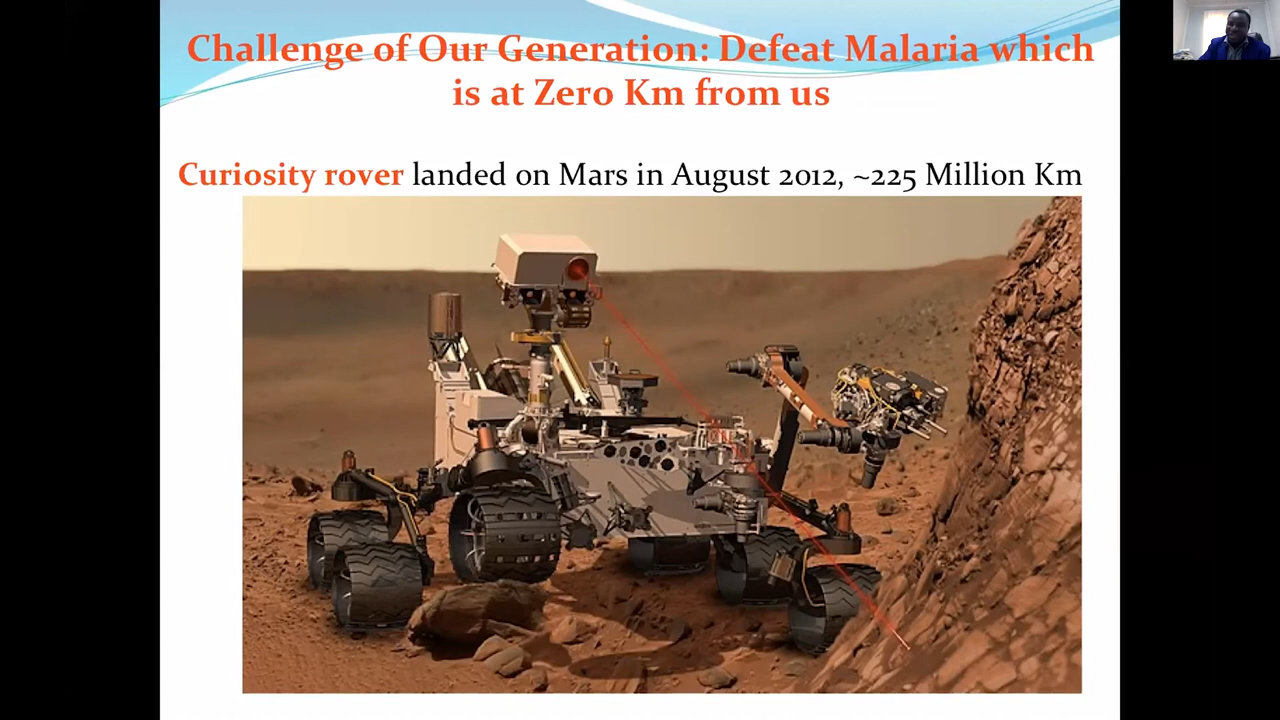 Challenge of Our Generation: Defeat Malaria which
is at Zero Km from us
Curiosity rover landed on Mars in August 2012, ~225 Million Km